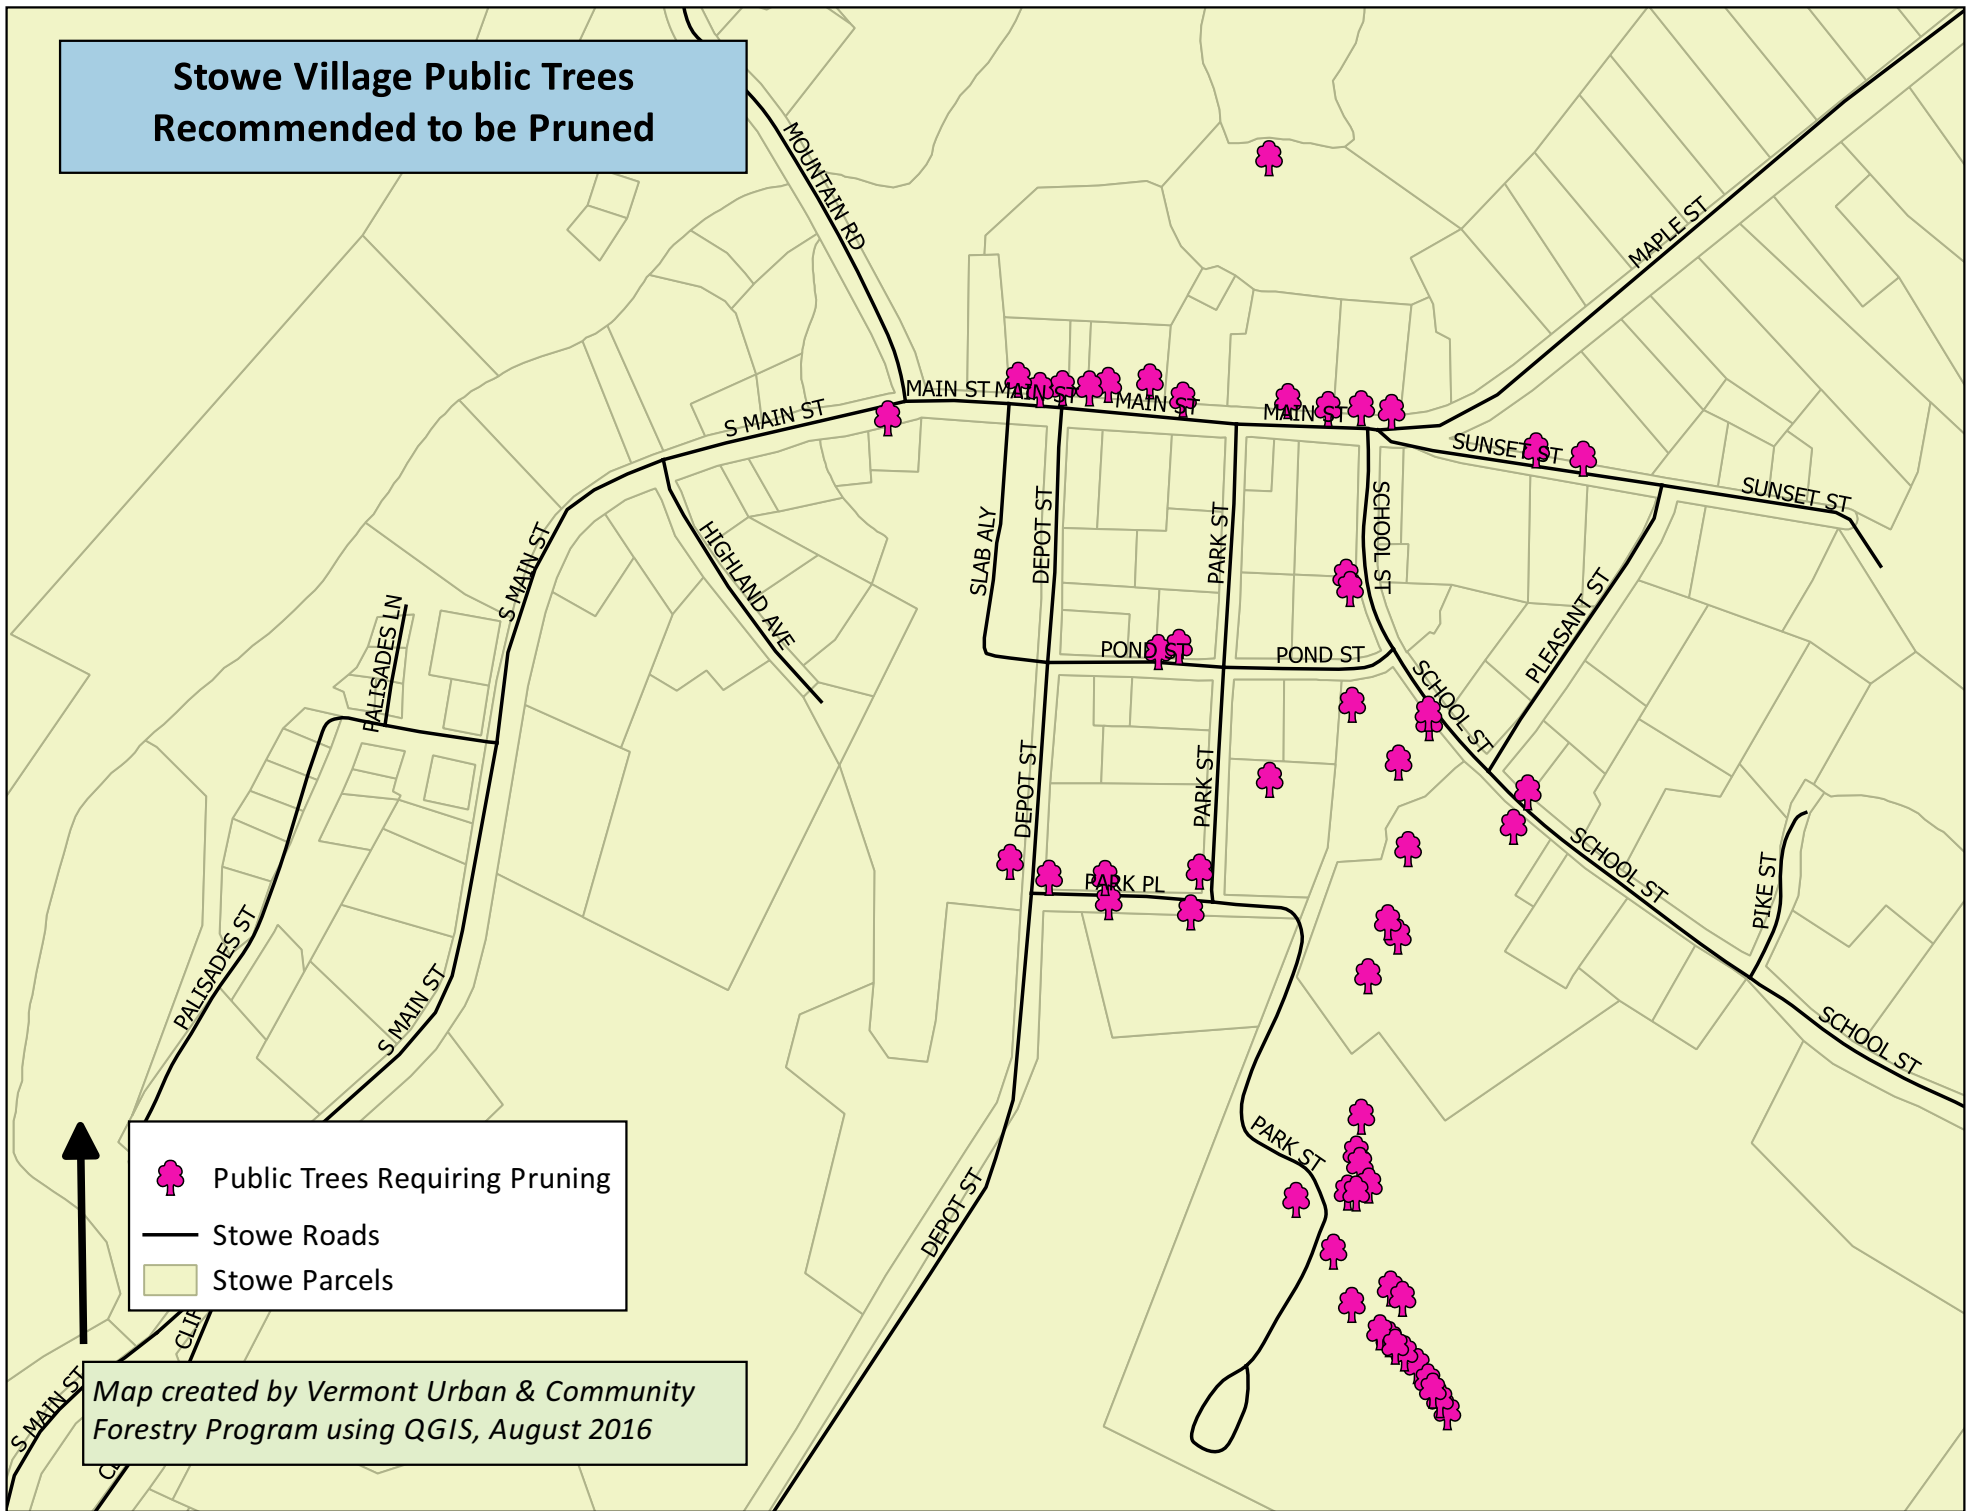 Stowe Village Public Trees
Recommended to be Pruned
MOUNTAIN RD
MAPLE ST
MAIN ST
MAIN ST
MAIN ST
MAIN ST
S MAIN ST
SUNSET ST
SUNSET ST
SLAB ALY
DEPOT ST
PARK ST
SCHOOL ST
HIGHLAND AVE
S MAIN ST
PALISADES LN
POND ST
POND ST
PLEASANT ST
SCHOOL ST
DEPOT ST
PARK ST
PARK PL
SCHOOL ST
PIKE ST
PALISADES ST
S MAIN ST
SCHOOL ST
PARK ST
DEPOT ST
Public Trees Requiring Pruning
Stowe Roads
Stowe Parcels
S MAIN ST
Map created by Vermont Urban & Community
Forestry Program using QGIS, August 2016